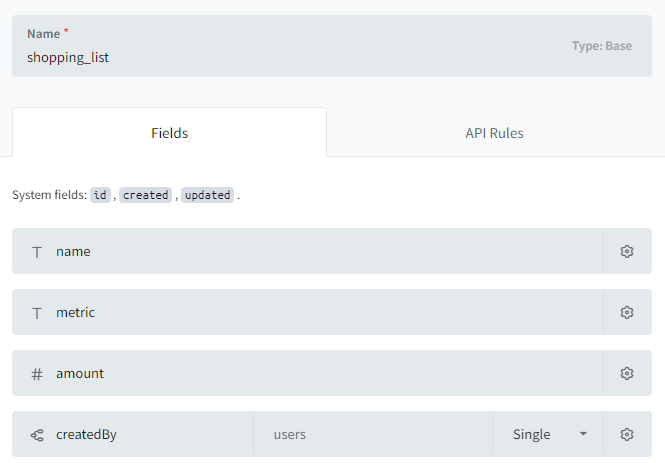 Name *
shopping_list
Type: Base
Fields
API Rules
System fields: id , created , updated .
name
metric
# amount
createdBy users Single